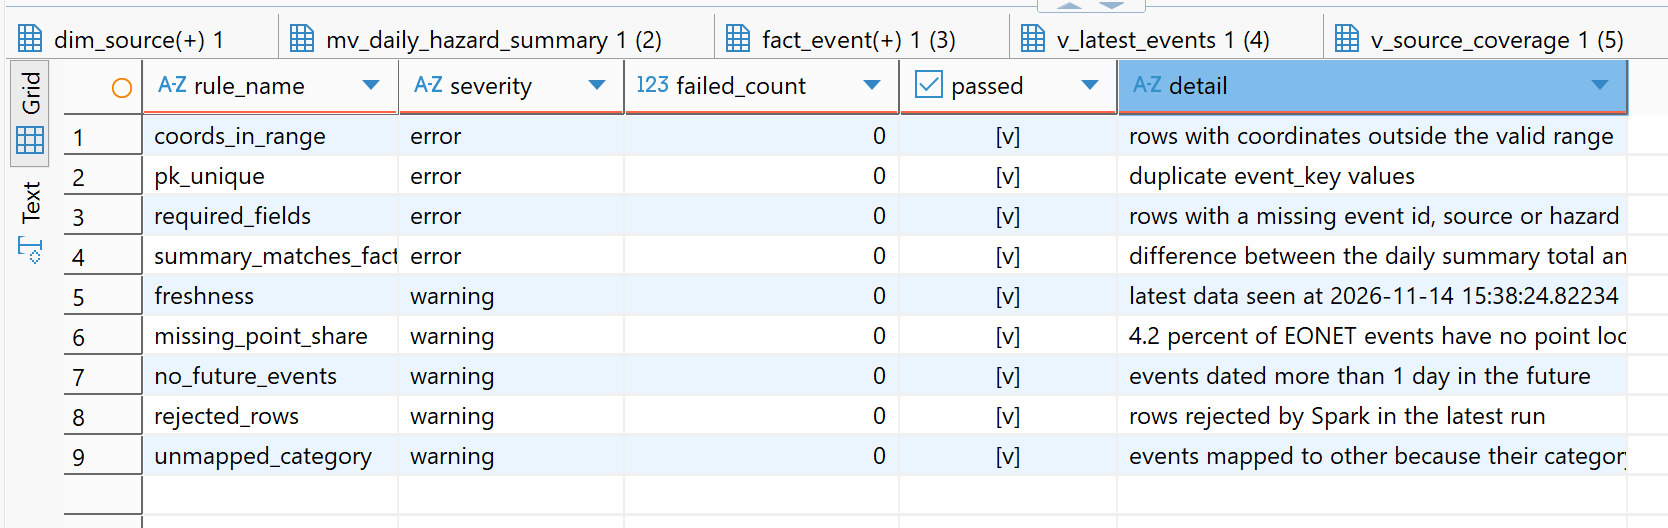 dim_source(+) 1 mv_daily_hazard_summary 1 (2) fact_event(+) 1 (3) v_latest_events 1 (4) v_source_coverage 1 (5)
Grid
Text
A-Z rule_name A-Z severity 123 failed_count passed A-Z detail
1 coords_in_range error 0 [v] rows with coordinates outside the valid range
2 pk_unique error 0 [v] duplicate event_key values
3 required_fields error 0 [v] rows with a missing event id, source or hazard
4 summary_matches_fact error 0 [v] difference between the daily summary total an
5 freshness warning 0 [v] latest data seen at 2026-11-14 15:38:24.82234
6 missing_point_share warning 0 [v] 4.2 percent of EONET events have no point loc
7 no_future_events warning 0 [v] events dated more than 1 day in the future
8 rejected_rows warning 0 [v] rows rejected by Spark in the latest run
9 unmapped_category warning 0 [v] events mapped to other because their category